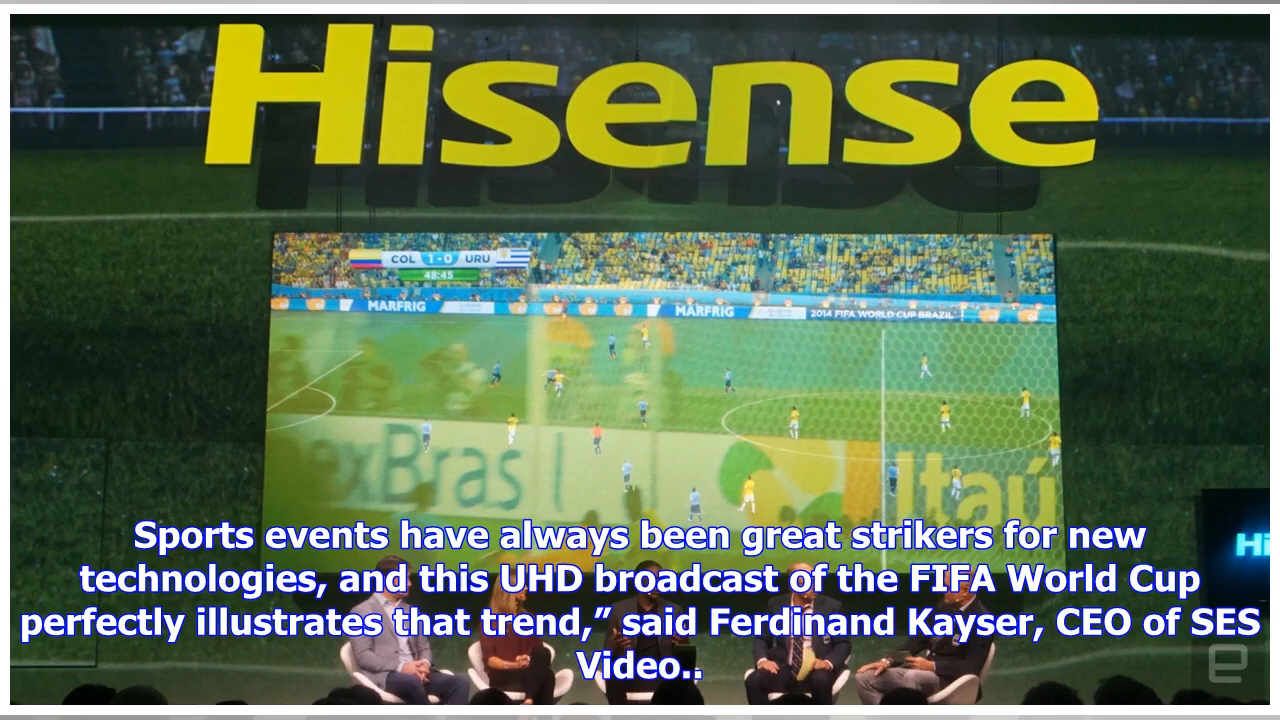 Hisense
COL 1-0 URU
48:45
MARFRIG
MARFRIG
2014 FIFA WORLD CUP BRAZIL
exBrasil
Itaú
Hi
Sports events have always been great strikers for new
technologies, and this UHD broadcast of the FIFA World Cup
perfectly illustrates that trend,” said Ferdinand Kayser, CEO of SES
Video..
e